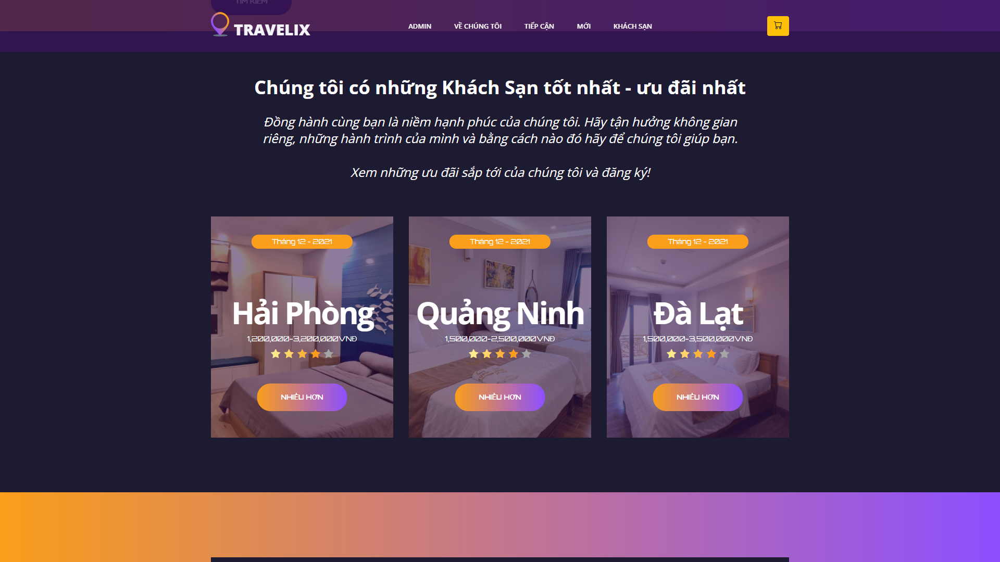 TÌM KIẾM
TRAVELIX
ADMIN
VỀ CHÚNG TÔI
TIẾP CẬN
MỚI
KHÁCH SẠN
Chúng tôi có những Khách Sạn tốt nhất - ưu đãi nhất
Đồng hành cùng bạn là niềm hạnh phúc của chúng tôi. Hãy tận hưởng không gian
riêng, những hành trình của mình và bằng cách nào đó hãy để chúng tôi giúp bạn.
Xem những ưu đãi sắp tới của chúng tôi và đăng ký!
Tháng 12 - 2021
Hải Phòng
1,200,000-3,200,000VNĐ
NHIỀU HƠN
Tháng 12 - 2021
Quảng Ninh
1,500,000-2,500,000VNĐ
NHIỀU HƠN
Tháng 12 - 2021
Đà Lạt
1,500,000-3,500,000VNĐ
NHIỀU HƠN